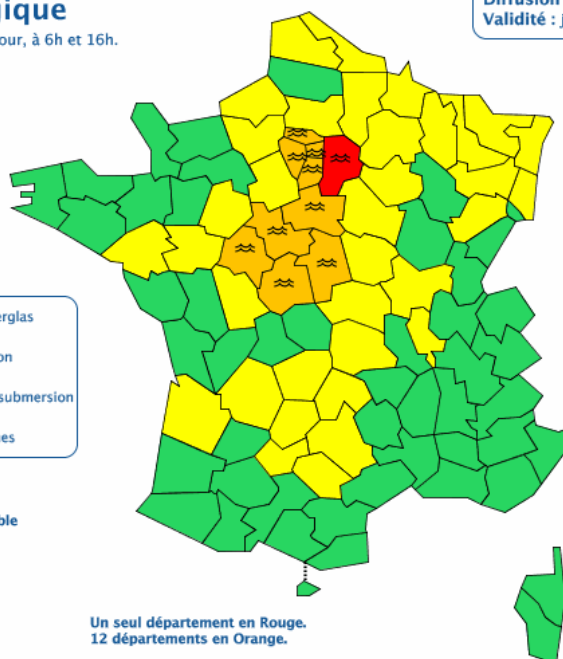 gique
our, à 6h et 16h.
Diffusion
Validité : j
erglas
on
submersion
es
ble
Un seul département en Rouge.
12 départements en Orange.